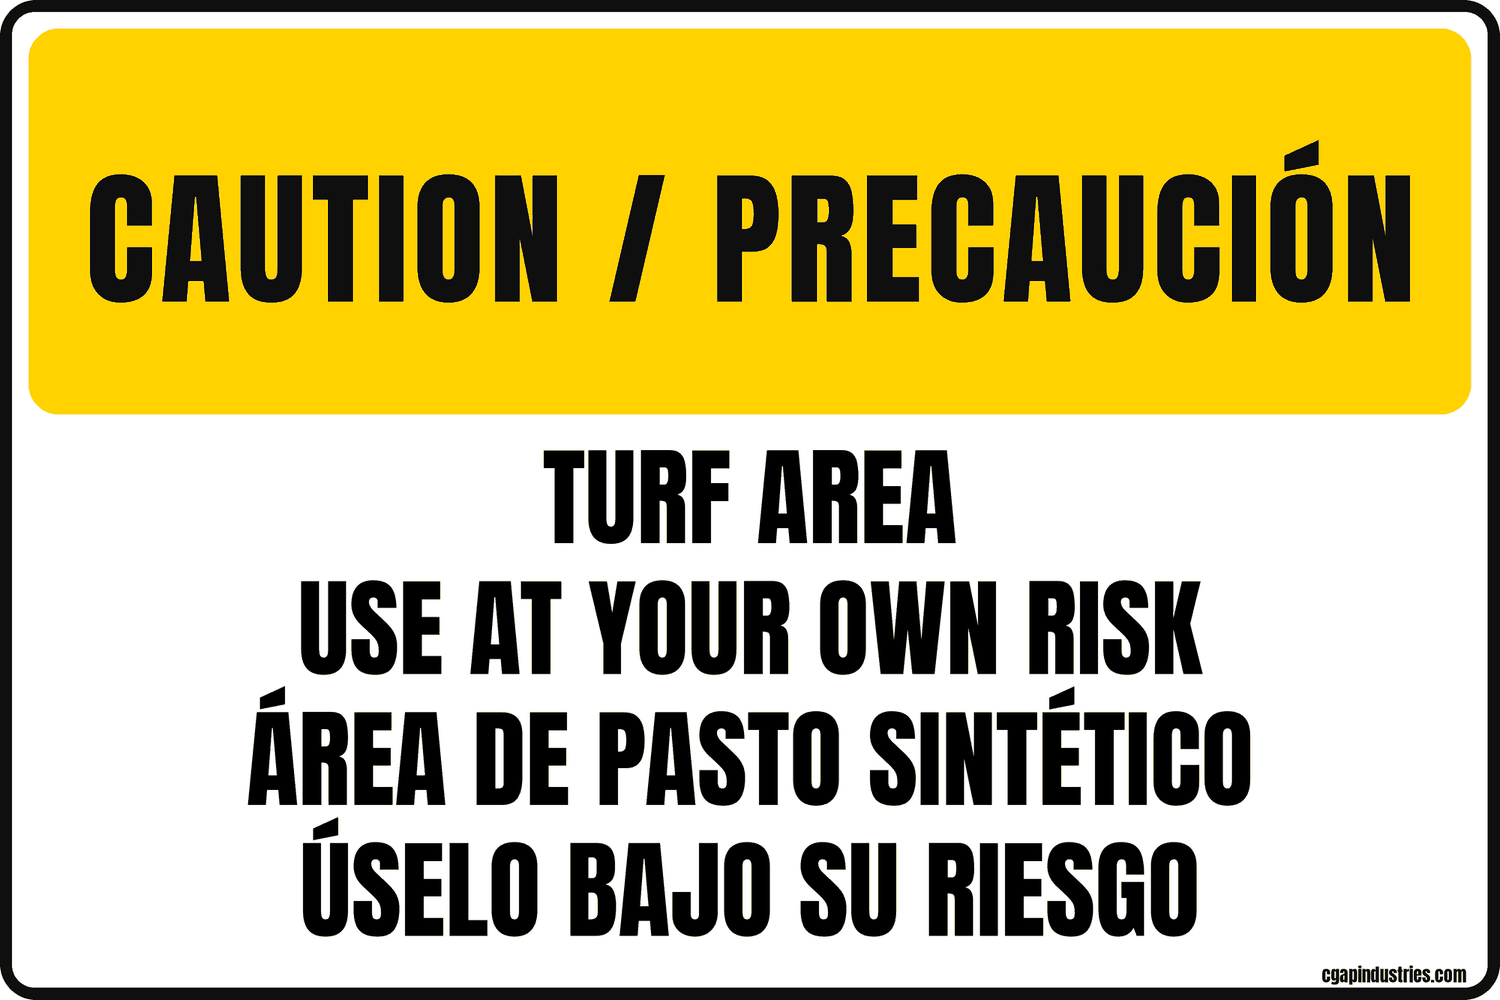 CAUTION / PRECAUCIÓN
TURF AREA
USE AT YOUR OWN RISK
ÁREA DE PASTO SINTÉTICO
ÚSELO BAJO SU RIESGO
cgapindustries.com